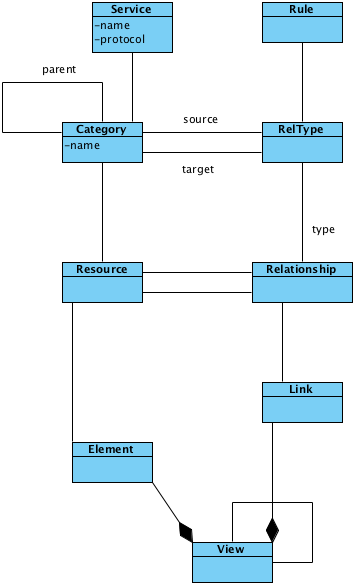 Service
-name
-protocol
Rule
parent
Category
-name
source
target
RelType
type
Resource
Relationship
Link
Element
View